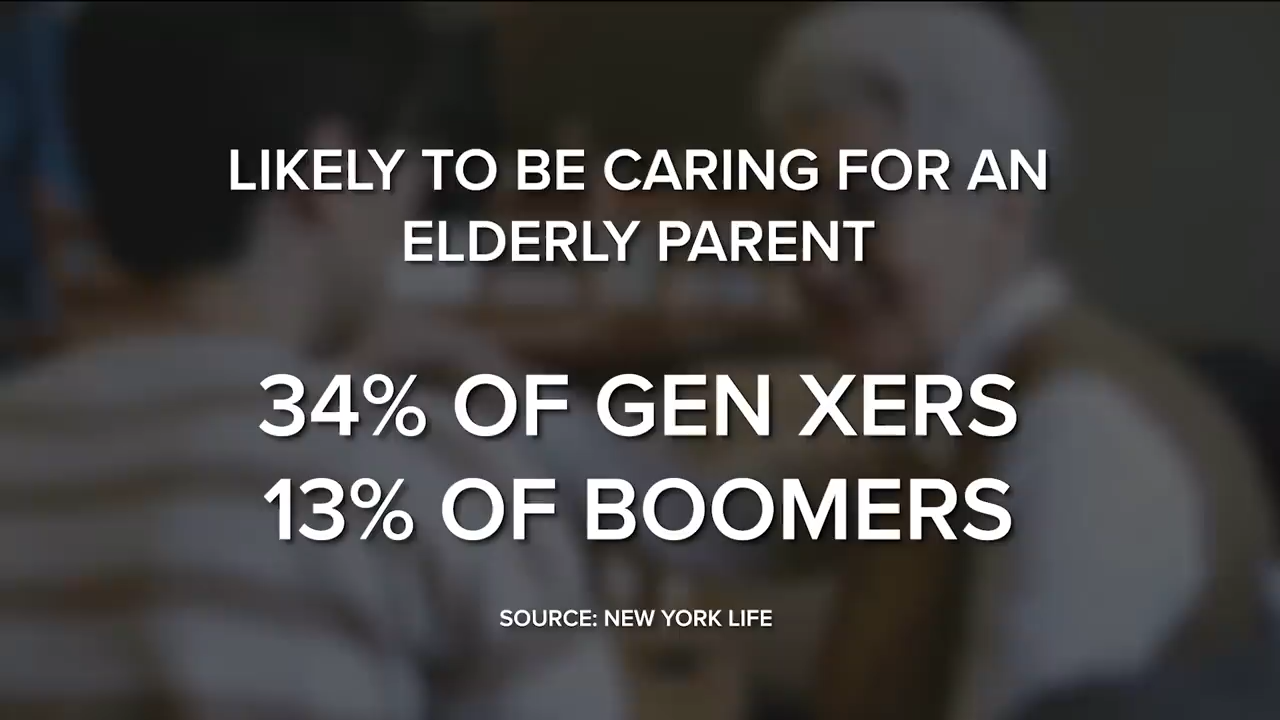 LIKELY TO BE CARING FOR AN
ELDERLY PARENT
34% OF GEN XERS
13% OF BOOMERS
SOURCE: NEW YORK LIFE